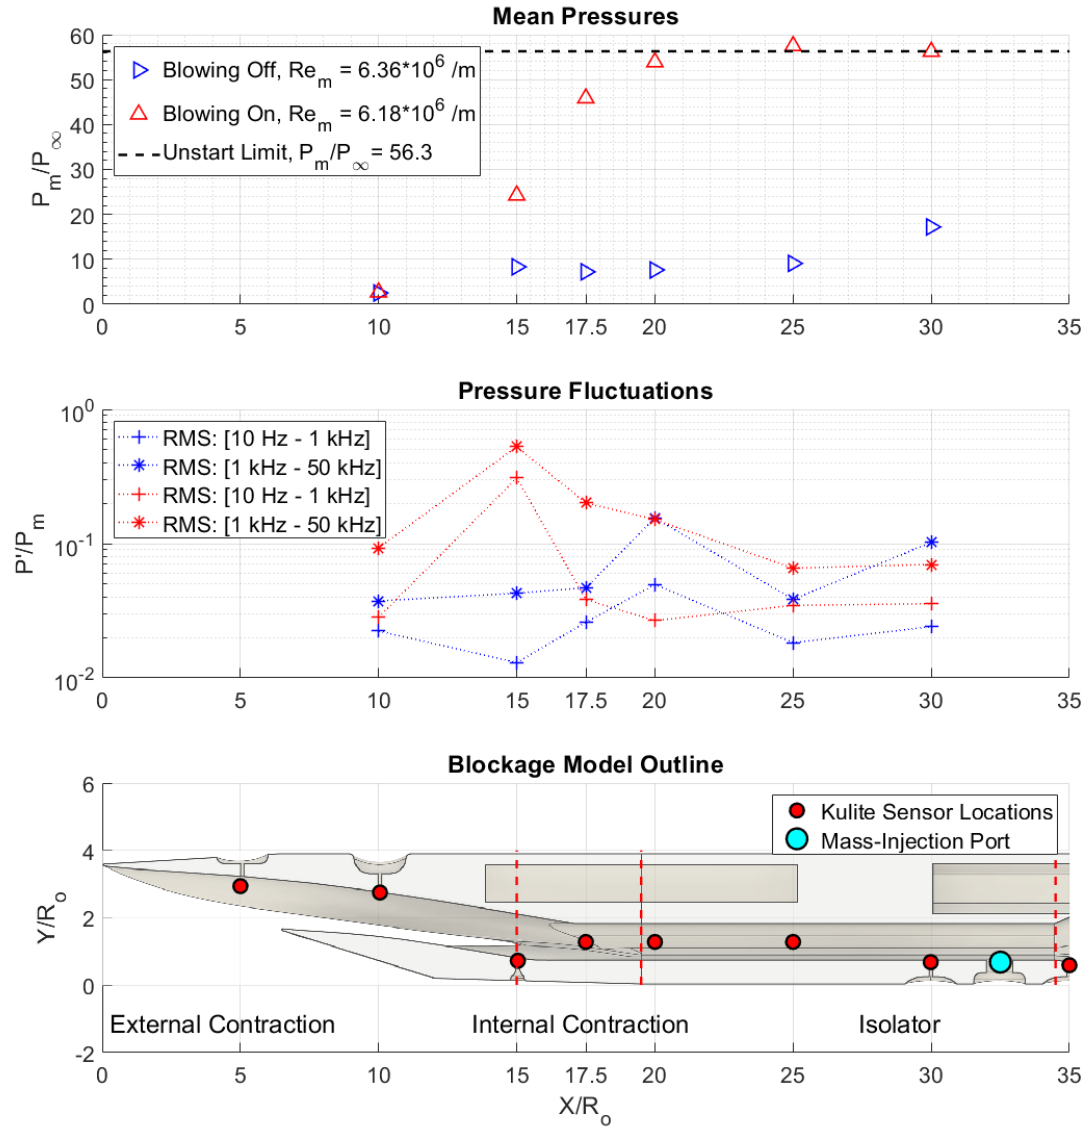 Mean Pressures
60
50
40
30
20
10
0
P_m/P_∞
Blowing Off, Re_m = 6.36*10^6 /m
Blowing On, Re_m = 6.18*10^6 /m
Unstart Limit, P_m/P_∞ = 56.3
0 5 10 15 17.5 20 25 30 35
Pressure Fluctuations
10^0
10^-1
10^-2
P'/P_m
RMS: [10 Hz - 1 kHz]
RMS: [1 kHz - 50 kHz]
RMS: [10 Hz - 1 kHz]
RMS: [1 kHz - 50 kHz]
0 5 10 15 17.5 20 25 30 35
Blockage Model Outline
6
4
2
0
-2
Y/R_o
Kulite Sensor Locations
Mass-Injection Port
External Contraction Internal Contraction Isolator
0 5 10 15 17.5 20 25 30 35
X/R_o